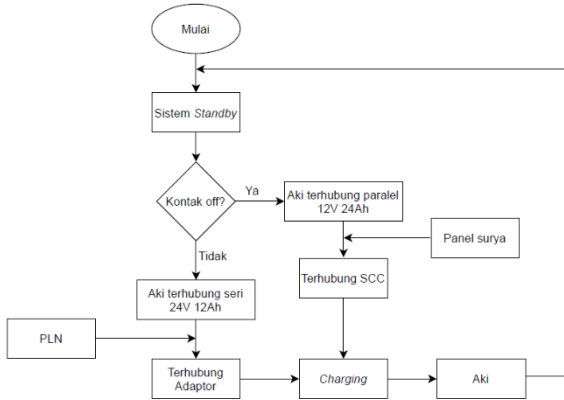 Mulai
Sistem Standby
Kontak off?
Ya
Aki terhubung paralel
12V 24Ah
Panel surya
Tidak
Terhubung SCC
Aki terhubung seri
24V 12Ah
PLN
Terhubung
Adaptor
Charging
Aki